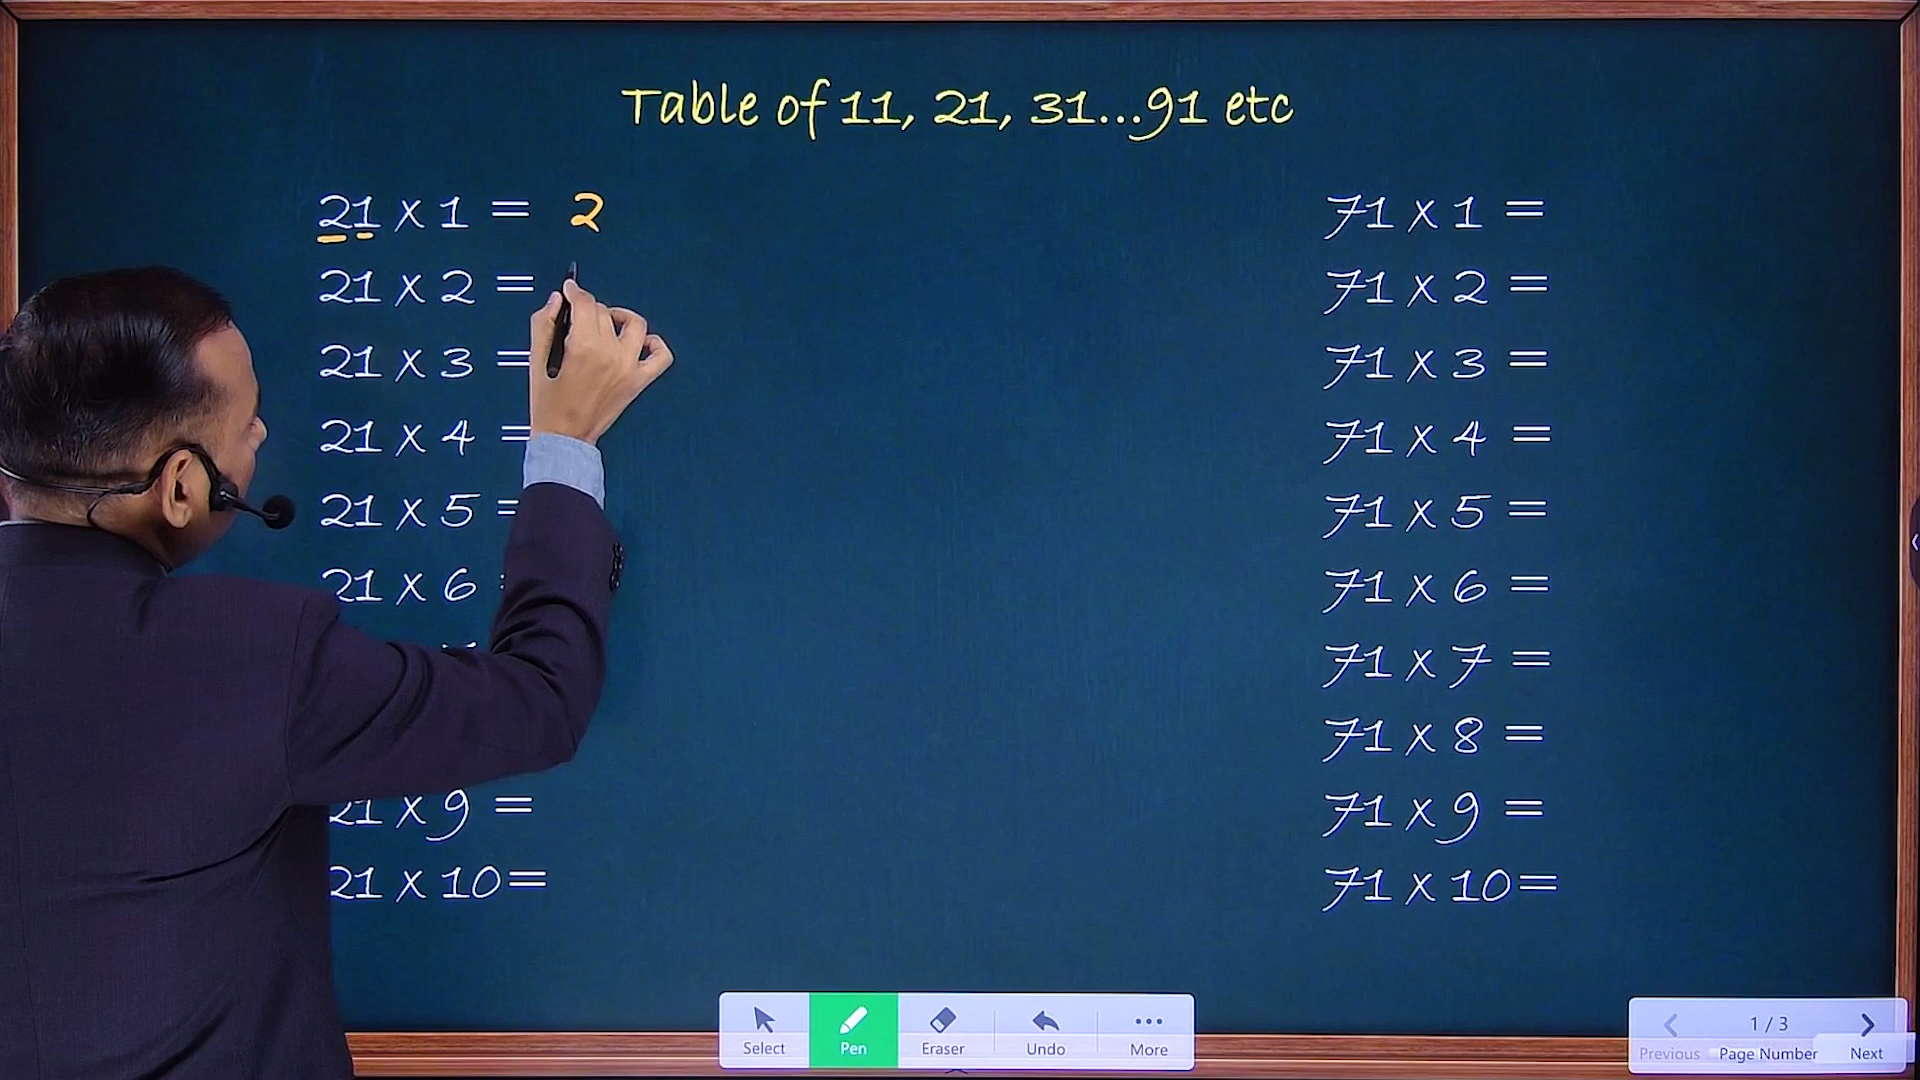 Table of 11, 21, 31...91 etc
21 x 1 = 2
21 x 2 =
21 x 3 =
21 x 4 =
21 x 5 =
21 x 6
21 x 9 =
21 x 10=
71 x 1 =
71 x 2 =
71 x 3 =
71 x 4 =
71 x 5 =
71 x 6 =
71 x 7 =
71 x 8 =
71 x 9 =
71 x 10=
Select Pen Eraser Undo More
1 / 3
Previous Page Number Next